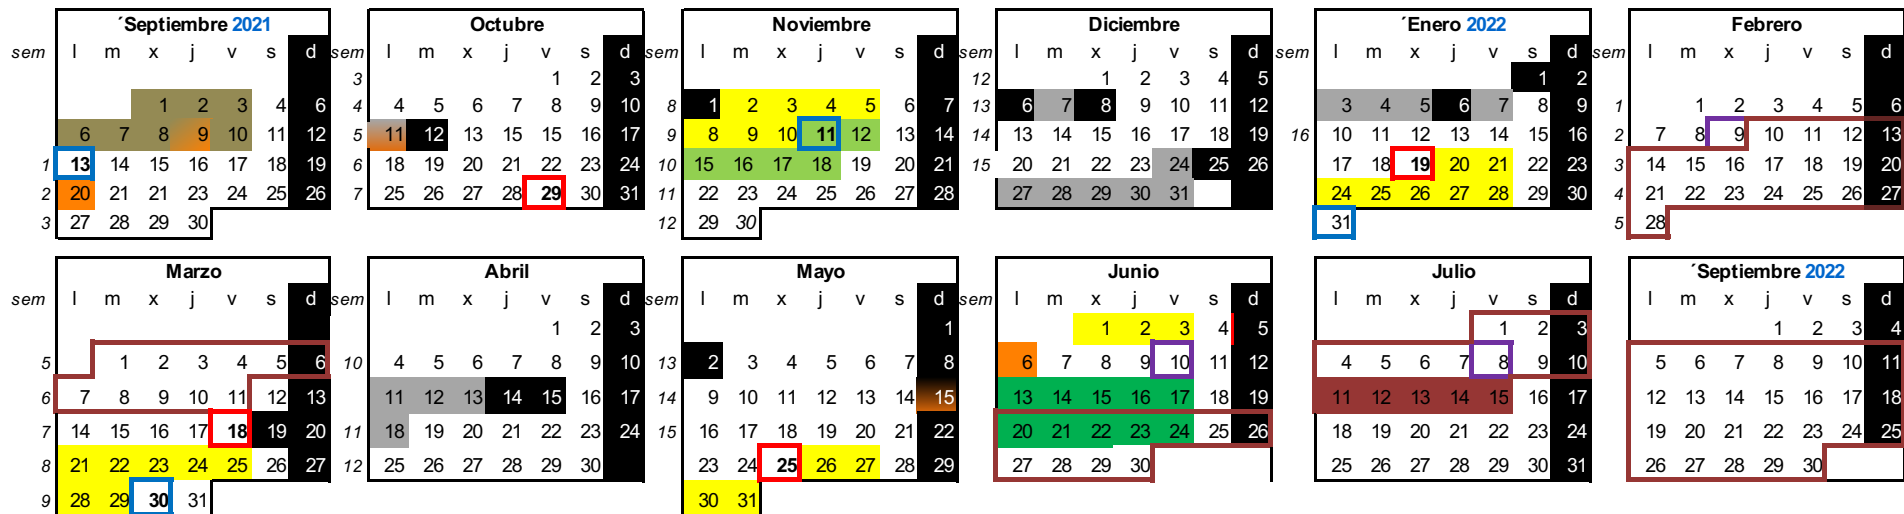 ´Septiembre 2021
sem l m x j v s d
1 2 3 4 6
6 7 8 9 10 11 12
1 13 14 15 16 17 18 19
2 20 21 21 23 24 25 26
3 27 28 29 30
Octubre
sem l m x j v s d
3 1 2 3
4 4 5 6 7 8 9 10
5 11 12 13 14 15 16 17
6 18 19 20 21 22 23 24
7 25 26 27 28 29 30 31
Noviembre
sem l m x j v s d
8 1 2 3 4 5 6 7
9 8 9 10 11 12 13 14
10 15 16 17 18 19 20 21
11 22 23 24 25 26 27 28
12 29 30
Diciembre
sem l m x j v s d
12 1 2 3 4 5
13 6 7 8 9 10 11 12
14 13 14 15 16 17 18 19
15 20 21 22 23 24 25 26
27 28 29 30 31
´Enero 2022
sem l m x j v s d
1 2
3 4 5 6 7 8 9
16 10 11 12 13 14 15 16
17 18 19 20 21 22 23
24 25 26 27 28 29 30
31
Febrero
sem l m x j v s d
1 1 2 3 4 5 6
2 7 8 9 10 11 12 13
3 14 15 16 17 18 19 20
4 21 22 23 24 25 26 27
5 28
Marzo
sem l m x j v s d
5 1 2 3 4 5 6
6 7 8 9 10 11 12 13
7 14 15 16 17 18 19 20
8 21 22 23 24 25 26 27
9 28 29 30 31
Abril
sem l m x j v s d
1 2 3
10 4 5 6 7 8 9 10
11 12 13 14 15 16 17
11 18 19 20 21 22 23 24
12 25 26 27 28 29 30
Mayo
sem l m x j v s d
1
13 2 3 4 5 6 7 8
14 9 10 11 12 13 14 15
15 16 17 18 19 20 21 22
23 24 25 26 27 28 29
30 31
Junio
sem l m x j v s d
1 2 3 4 5
6 7 8 9 10 11 12
13 14 15 16 17 18 19
20 21 22 23 24 25 26
27 28 29 30
Julio
l m x j v s d
1 2 3
4 5 6 7 8 9 10
11 12 13 14 15 16 17
18 19 20 21 22 23 24
25 26 27 28 29 30 31
´Septiembre 2022
l m x j v s d
1 2 3 4
5 6 7 8 9 10 11
12 13 14 15 16 17 18
19 20 21 22 23 24 25
26 27 28 29 30